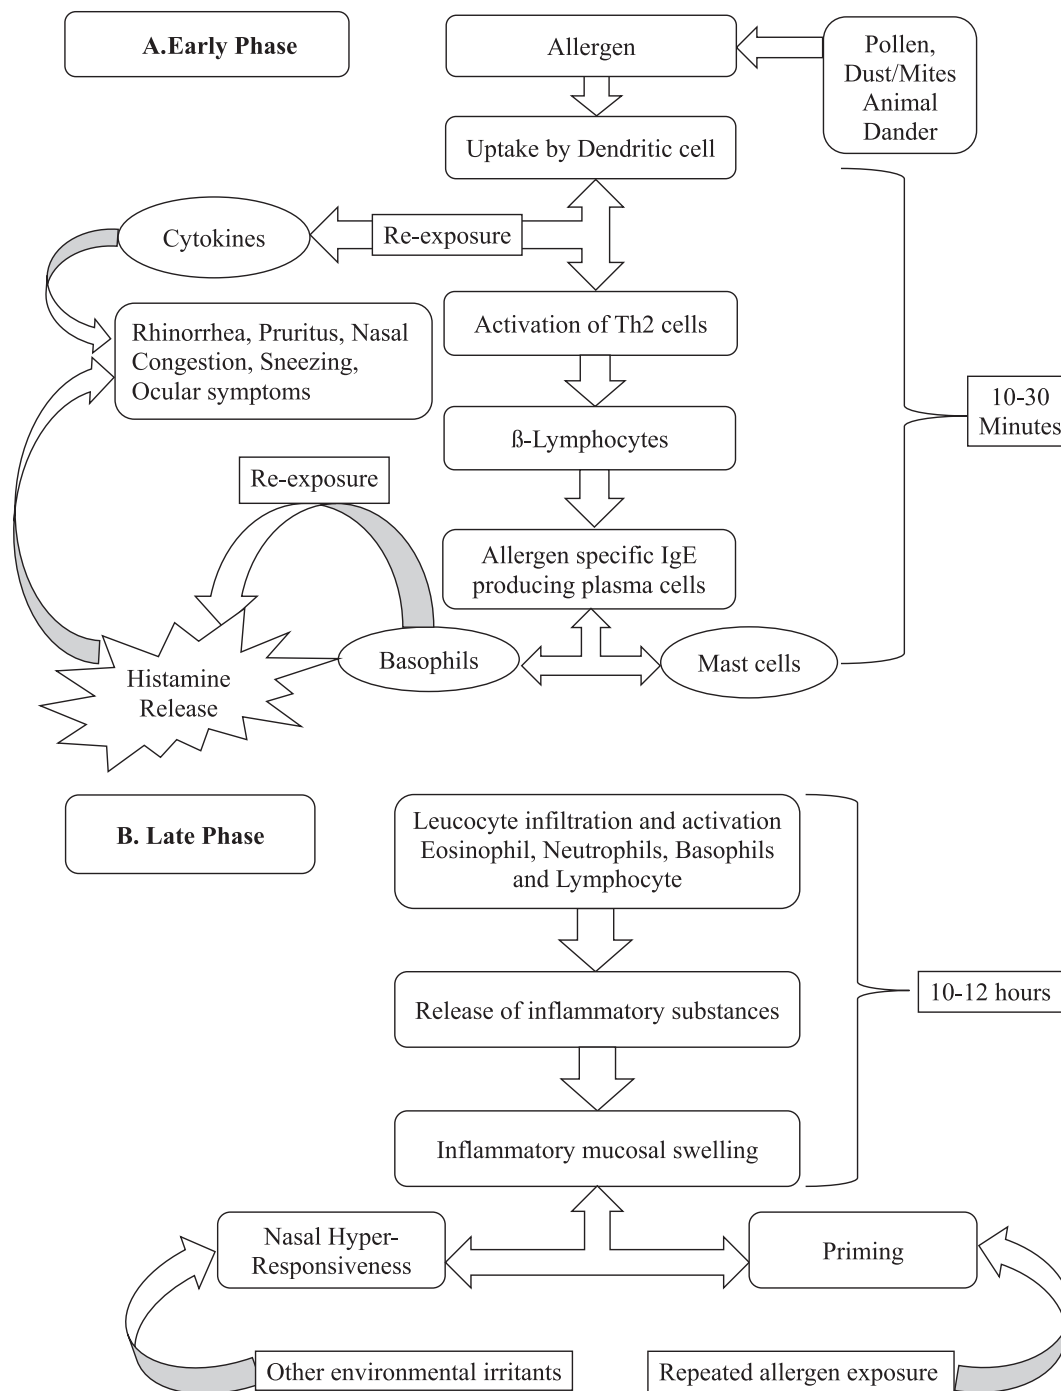 A.Early Phase
Allergen
Pollen,
Dust/Mites
Animal
Dander
Uptake by Dendritic cell
Cytokines
Re-exposure
Rhinorrhea, Pruritus, Nasal
Congestion, Sneezing,
Ocular symptoms
Activation of Th2 cells
10-30
Minutes
ß-Lymphocytes
Re-exposure
Allergen specific IgE
producing plasma cells
Histamine
Release
Basophils
Mast cells
B. Late Phase
Leucocyte infiltration and activation
Eosinophil, Neutrophils, Basophils
and Lymphocyte
Release of inflammatory substances
10-12 hours
Inflammatory mucosal swelling
Nasal Hyper-
Responsiveness
Priming
Other environmental irritants
Repeated allergen exposure